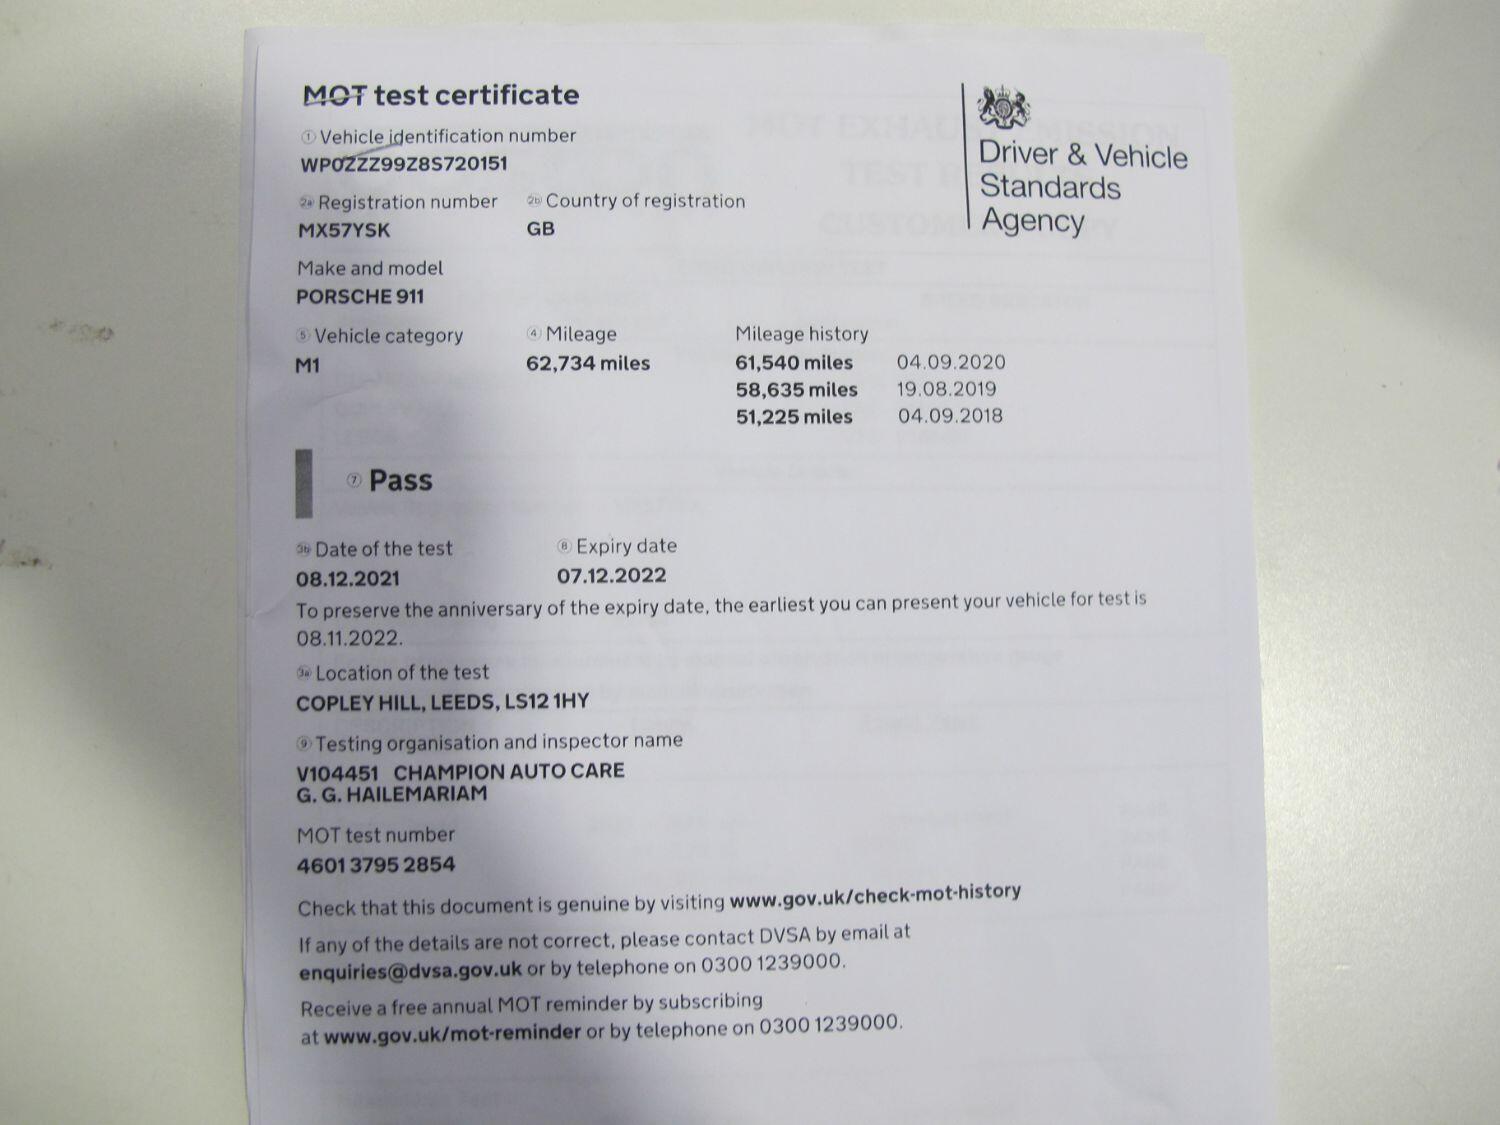 MOT test certificate
Driver & Vehicle
Standards
Agency
1 Vehicle identification number
WP0ZZZ99Z8S720151
2a Registration number 2b Country of registration
MX57YSK GB
Make and model
PORSCHE 911
5 Vehicle category 4 Mileage Mileage history
M1 62,734 miles 61,540 miles 04.09.2020
58,635 miles 19.08.2019
51,225 miles 04.09.2018
7 Pass
3b Date of the test 8 Expiry date
08.12.2021 07.12.2022
To preserve the anniversary of the expiry date, the earliest you can present your vehicle for test is
08.11.2022.
3a Location of the test
COPLEY HILL, LEEDS, LS12 1HY
9 Testing organisation and inspector name
V104451 CHAMPION AUTO CARE
G. G. HAILEMARIAM
MOT test number
4601 3795 2854
Check that this document is genuine by visiting www.gov.uk/check-mot-history
If any of the details are not correct, please contact DVSA by email at
enquiries@dvsa.gov.uk or by telephone on 0300 1239000.
Receive a free annual MOT reminder by subscribing
at www.gov.uk/mot-reminder or by telephone on 0300 1239000.